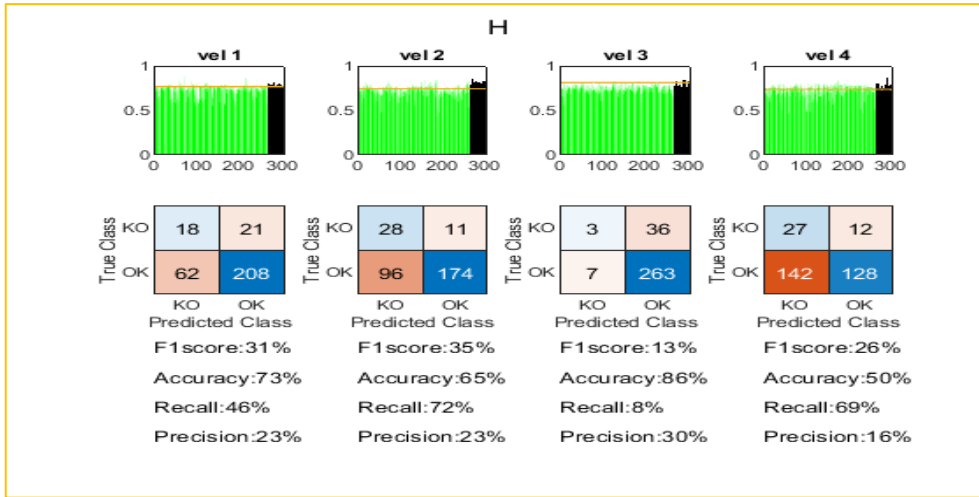 H
vel 1 vel 2 vel 3 vel 4
1 1 1 1
0.5 0.5 0.5 0.5
0 0 0 0
0 100 200 300 0 100 200 300 0 100 200 300 0 100 200 300
True Class KO 18 21 True Class KO 28 11 True Class KO 3 36 True Class KO 27 12
OK 62 208 OK 96 174 OK 7 263 OK 142 128
KO OK KO OK KO OK KO OK
Predicted Class Predicted Class Predicted Class Predicted Class
F1score:31% F1score:35% F1score:13% F1score:26%
Accuracy:73% Accuracy:65% Accuracy:86% Accuracy:50%
Recall:46% Recall:72% Recall:8% Recall:69%
Precision:23% Precision:23% Precision:30% Precision:16%